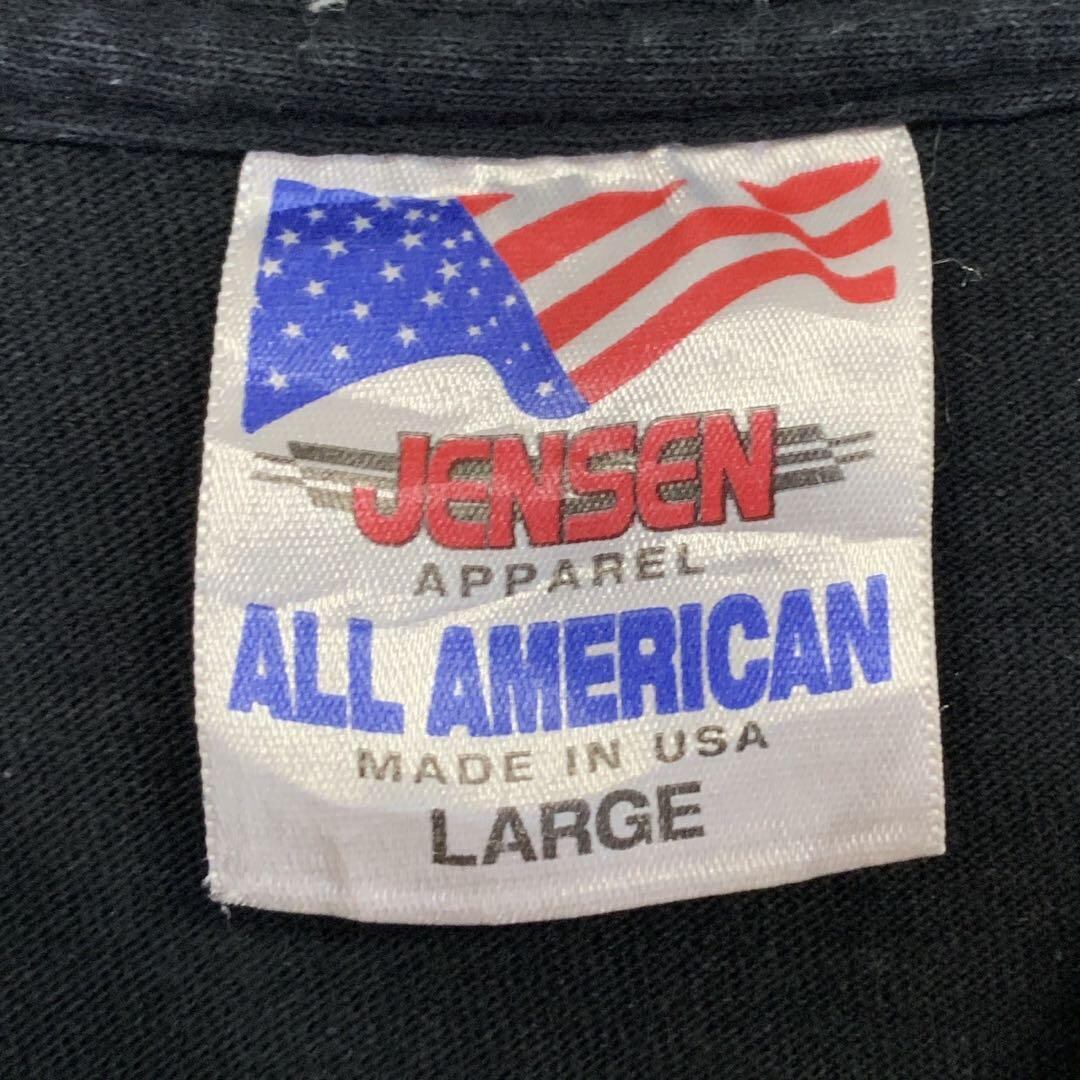 JENSEN
APPAREL
ALL AMERICAN
MADE IN USA
LARGE